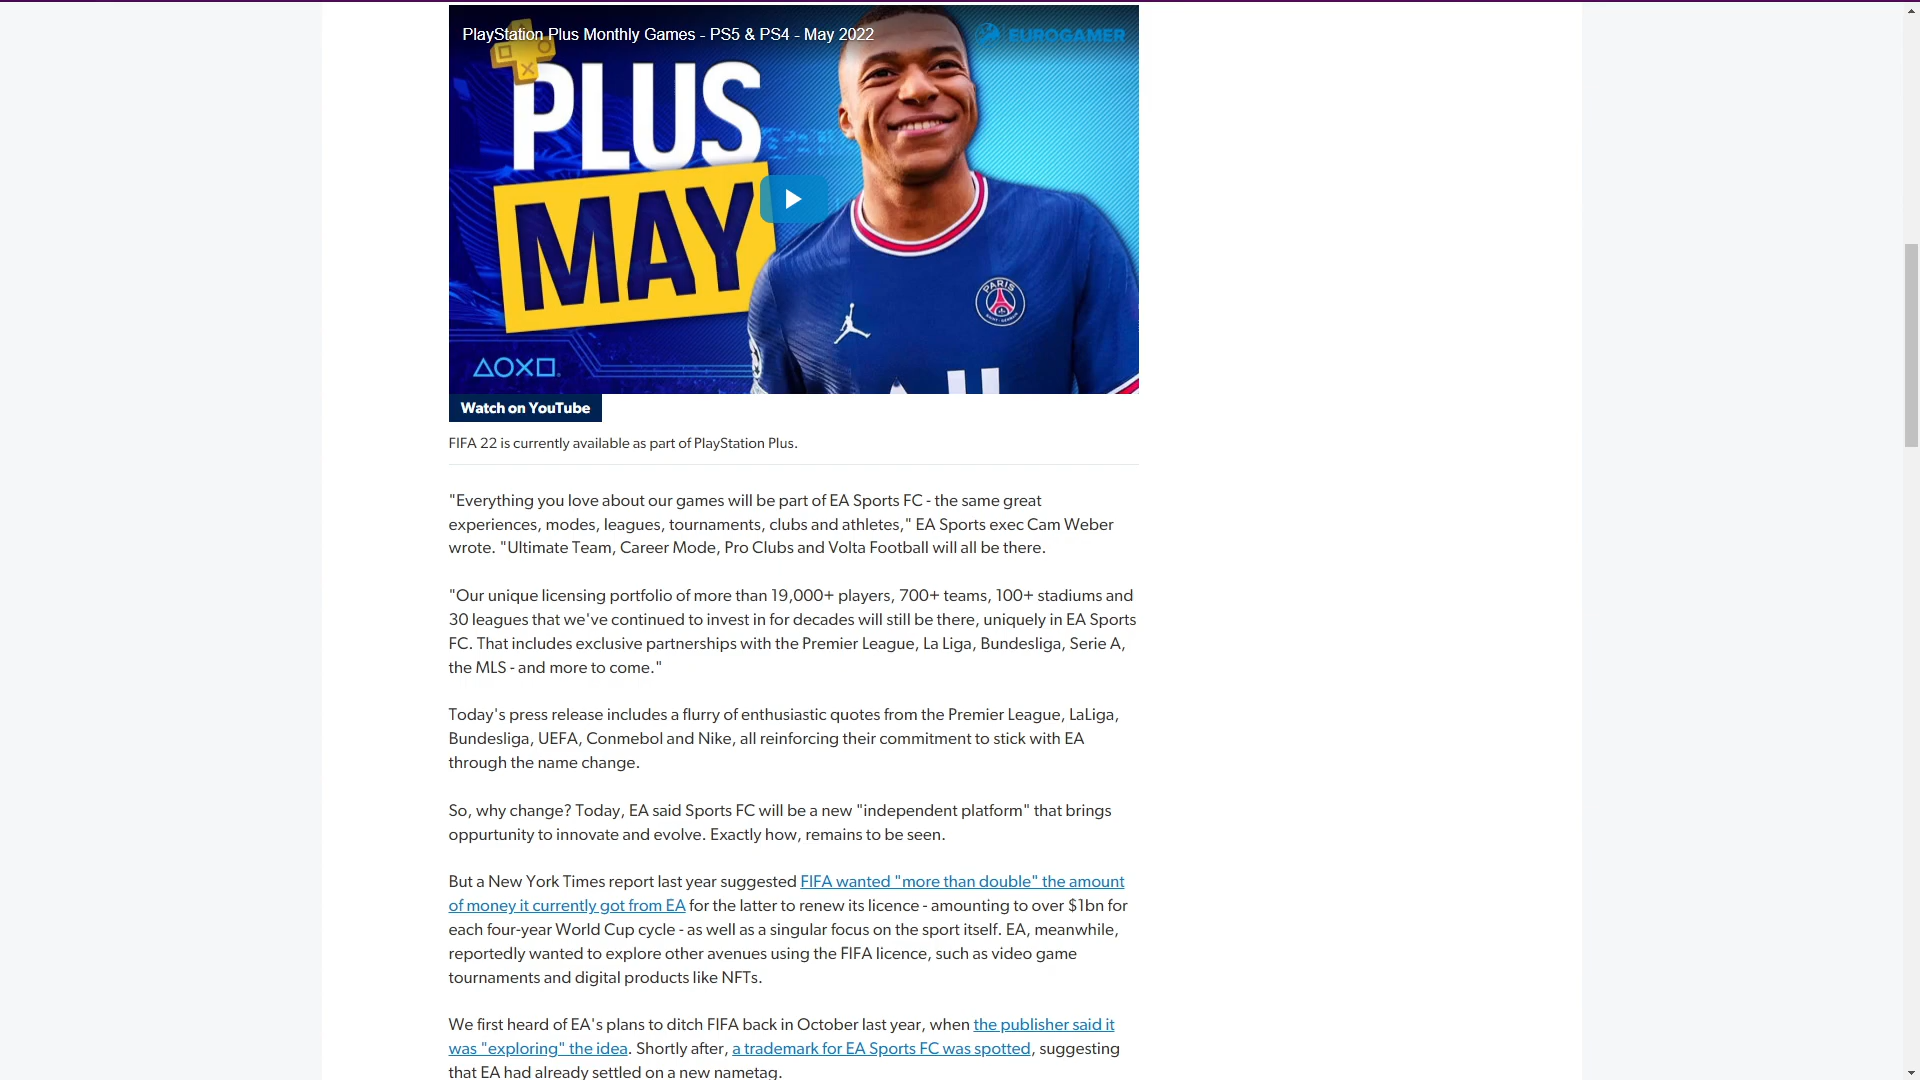 PlayStation Plus Monthly Games - PS5 & PS4 - May 2022
EUROGAMER
PLUS
MAY
PARIS
Watch on YouTube
FIFA 22 is currently available as part of PlayStation Plus.
"Everything you love about our games will be part of EA Sports FC - the same great
experiences, modes, leagues, tournaments, clubs and athletes," EA Sports exec Cam Weber
wrote. "Ultimate Team, Career Mode, Pro Clubs and Volta Football will all be there.
"Our unique licensing portfolio of more than 19,000+ players, 700+ teams, 100+ stadiums and
30 leagues that we've continued to invest in for decades will still be there, uniquely in EA Sports
FC. That includes exclusive partnerships with the Premier League, La Liga, Bundesliga, Serie A,
the MLS - and more to come."
Today's press release includes a flurry of enthusiastic quotes from the Premier League, LaLiga,
Bundesliga, UEFA, Conmebol and Nike, all reinforcing their commitment to stick with EA
through the name change.
So, why change? Today, EA said Sports FC will be a new "independent platform" that brings
oppurtunity to innovate and evolve. Exactly how, remains to be seen.
But a New York Times report last year suggested FIFA wanted "more than double" the amount
of money it currently got from EA for the latter to renew its licence - amounting to over $1bn for
each four-year World Cup cycle - as well as a singular focus on the sport itself. EA, meanwhile,
reportedly wanted to explore other avenues using the FIFA licence, such as video game
tournaments and digital products like NFTs.
We first heard of EA's plans to ditch FIFA back in October last year, when the publisher said it
was "exploring" the idea. Shortly after, a trademark for EA Sports FC was spotted, suggesting
that EA had already settled on a new nametag.